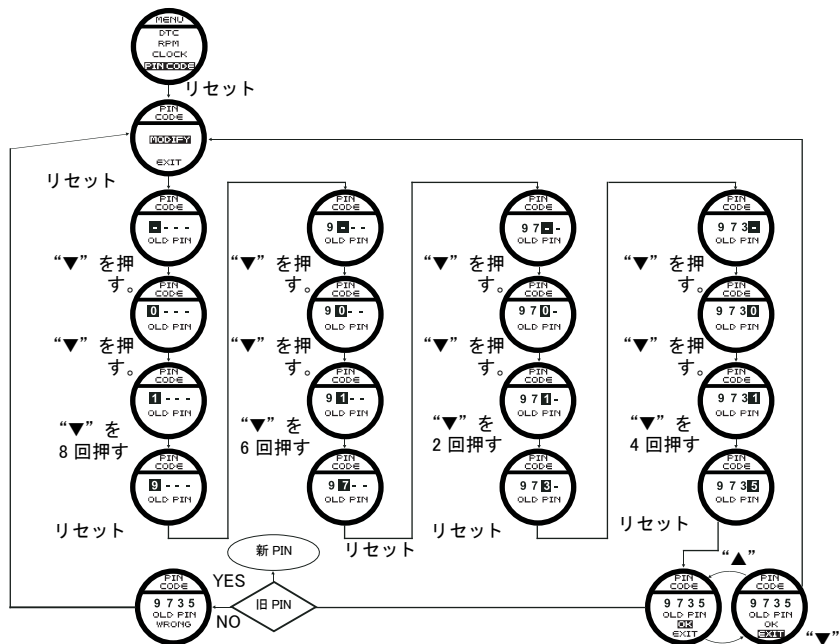 MENU
DTC
RPM
CLOCK
PIN CODE
リセット
PIN
CODE
MODIFY
EXIT
リセット
PIN
CODE
- - - -
OLD PIN
“▼” を押
す。
PIN
CODE
0 - - -
OLD PIN
“▼” を押
す。
PIN
CODE
1 - - -
OLD PIN
“▼” を
8 回押す
PIN
CODE
9 - - -
OLD PIN
リセット
PIN
CODE
9 - - -
OLD PIN
“▼” を押
す。
PIN
CODE
9 0 - -
OLD PIN
“▼” を押
す。
PIN
CODE
9 1 - -
OLD PIN
“▼” を
6 回押す
PIN
CODE
9 7 - -
OLD PIN
リセット
PIN
CODE
9 7 - -
OLD PIN
“▼” を押
す。
PIN
CODE
9 7 0 -
OLD PIN
“▼” を押
す。
PIN
CODE
9 7 1 -
OLD PIN
“▼” を
2 回押す
PIN
CODE
9 7 3 -
OLD PIN
リセット
PIN
CODE
9 7 3 -
OLD PIN
“▼” を押
す。
PIN
CODE
9 7 3 0
OLD PIN
“▼” を押
す。
PIN
CODE
9 7 3 1
OLD PIN
“▼” を
4 回押す
PIN
CODE
9 7 3 5
OLD PIN
リセット
“▲”
PIN
CODE
9 7 3 5
OLD PIN
OK
EXIT
PIN
CODE
9 7 3 5
OLD PIN
OK
EXIT
“▼”
旧 PIN
YES
新 PIN
NO
PIN
CODE
9 7 3 5
OLD PIN
WRONG